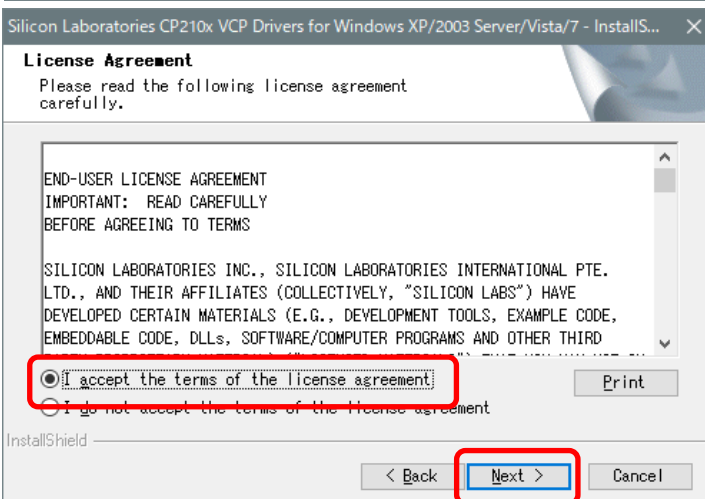 Silicon Laboratories CP210x VCP Drivers for Windows XP/2003 Server/Vista/7 - InstallS...
License Agreement
Please read the following license agreement
carefully.
END-USER LICENSE AGREEMENT
IMPORTANT:  READ CAREFULLY
BEFORE AGREEING TO TERMS
SILICON LABORATORIES INC., SILICON LABORATORIES INTERNATIONAL PTE.
LTD., AND THEIR AFFILIATES (COLLECTIVELY, "SILICON LABS") HAVE
DEVELOPED CERTAIN MATERIALS (E.G., DEVELOPMENT TOOLS, EXAMPLE CODE,
EMBEDDABLE CODE, DLLs, SOFTWARE/COMPUTER PROGRAMS AND OTHER THIRD
I accept the terms of the license agreement
Print
I do not accept the terms of the license agreement
InstallShield
< Back
Next >
Cancel